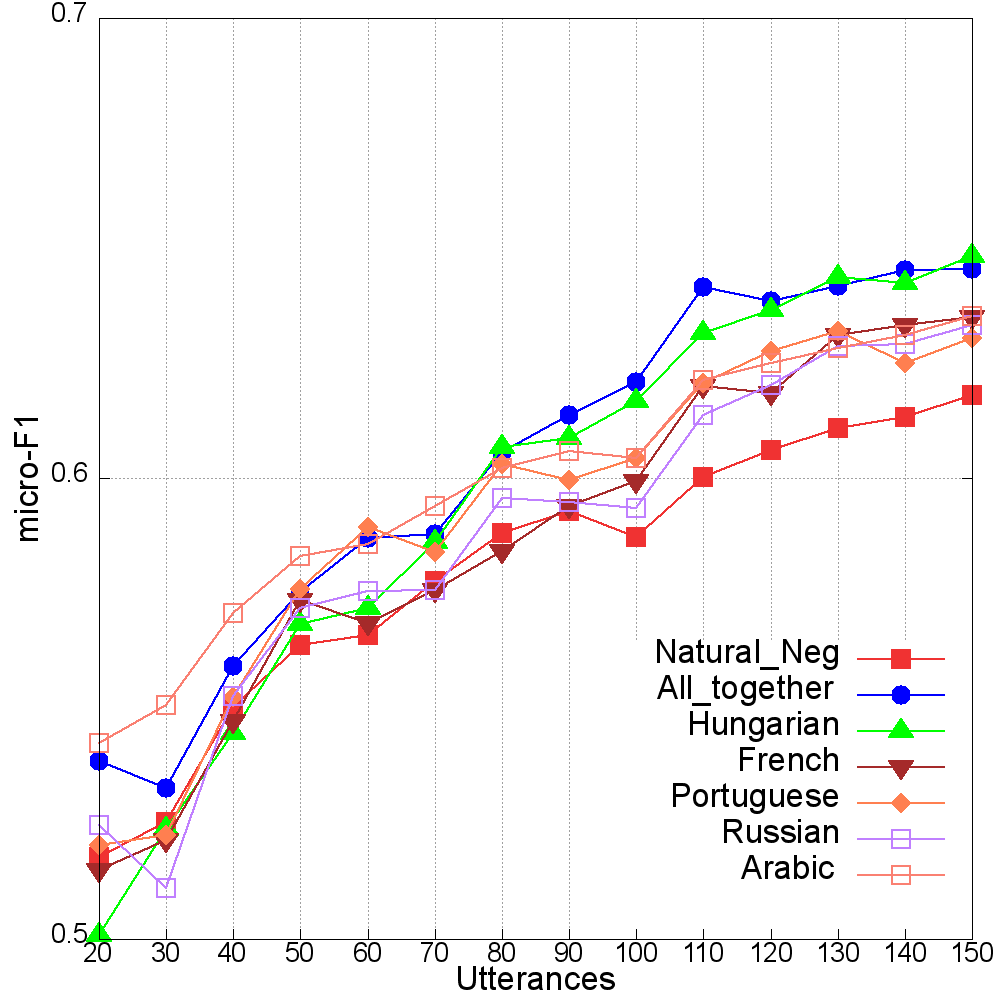 0.7
0.6
0.5
micro-F1
Natural_Neg
All_together
Hungarian
French
Portuguese
Russian
Arabic
20 30 40 50 60 70 80 90 100 110 120 130 140 150
Utterances